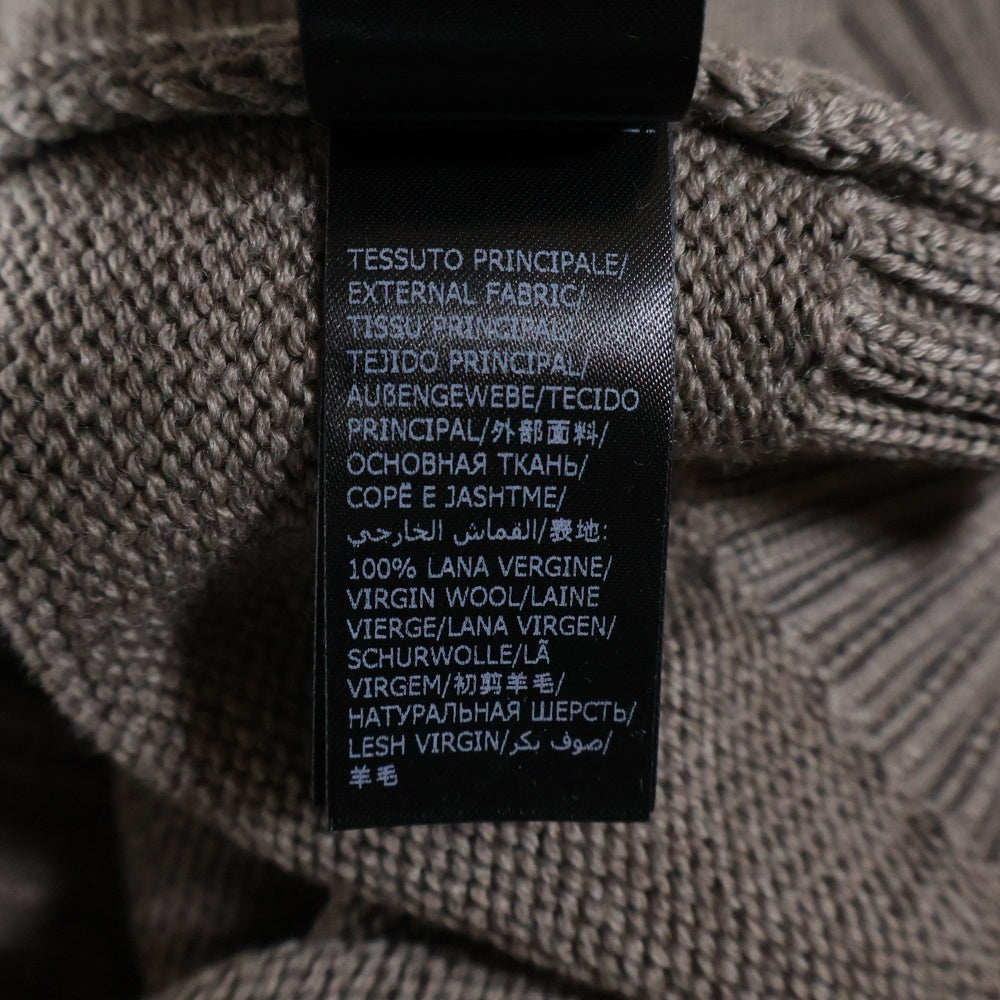 TESSUTO PRINCIPALE/
EXTERNAL FABRIC/
TISSU PRINCIPAL/
TEJIDO PRINCIPAL/
AUßENGEWEBE/TECIDO
PRINCIPAL/外部面料/
ОСНОВНАЯ ТКАНЬ/
COPË E JASHTME/
القماش الخارجي/表地:
100% LANA VERGINE/
VIRGIN WOOL/LAINE
VIERGE/LANA VIRGEN/
SCHURWOLLE/LÃ
VIRGEM/初剪羊毛/
НАТУРАЛЬНАЯ ШЕРСТЬ/
LESH VIRGIN/صوف بكر/
羊毛